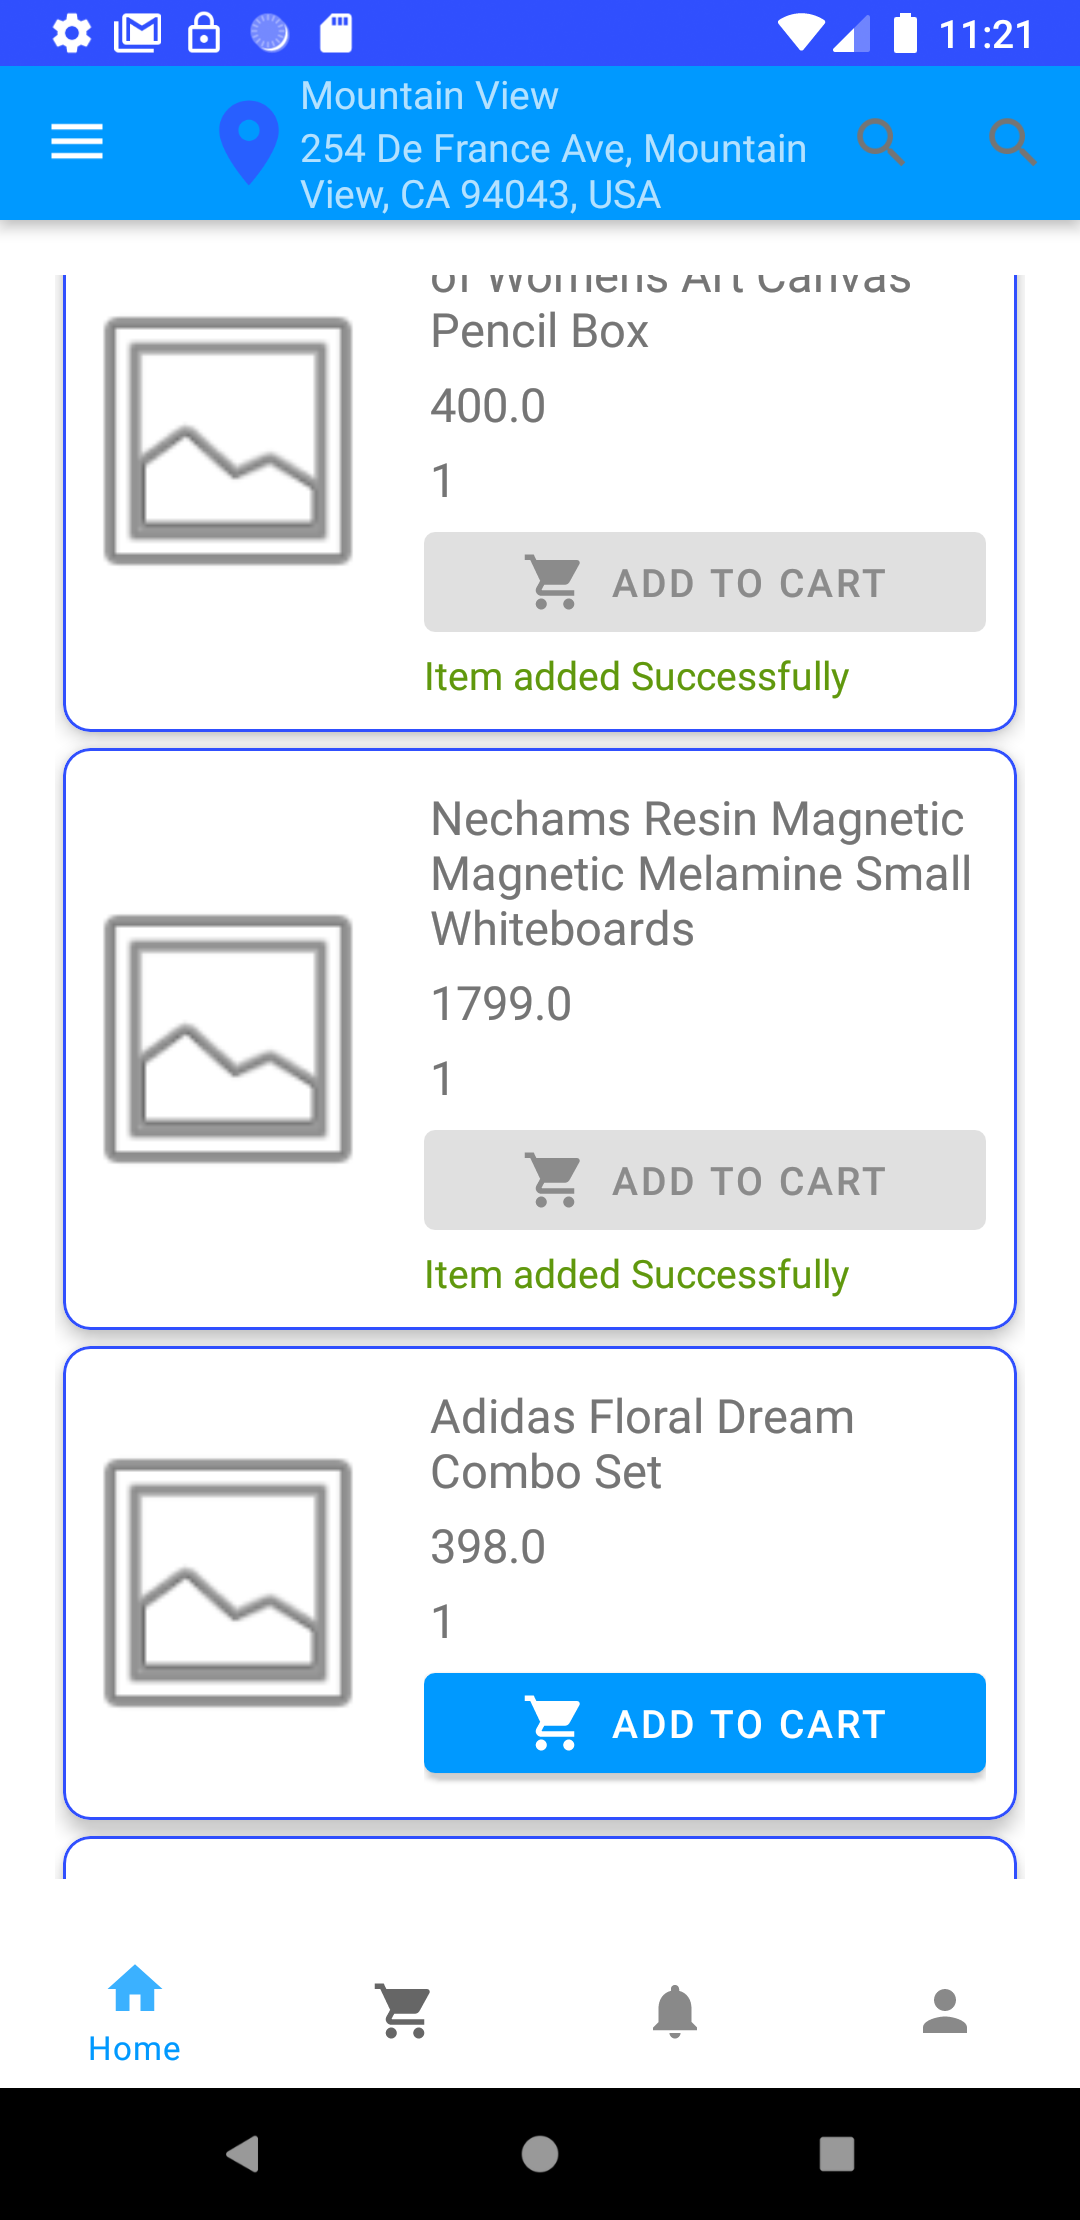 11:21
Mountain View
254 De France Ave, Mountain
View, CA 94043, USA
of Womens Art Canvas
Pencil Box
400.0
1
ADD TO CART
Item added Successfully
Nechams Resin Magnetic
Magnetic Melamine Small
Whiteboards
1799.0
1
ADD TO CART
Item added Successfully
Adidas Floral Dream
Combo Set
398.0
1
ADD TO CART
Home